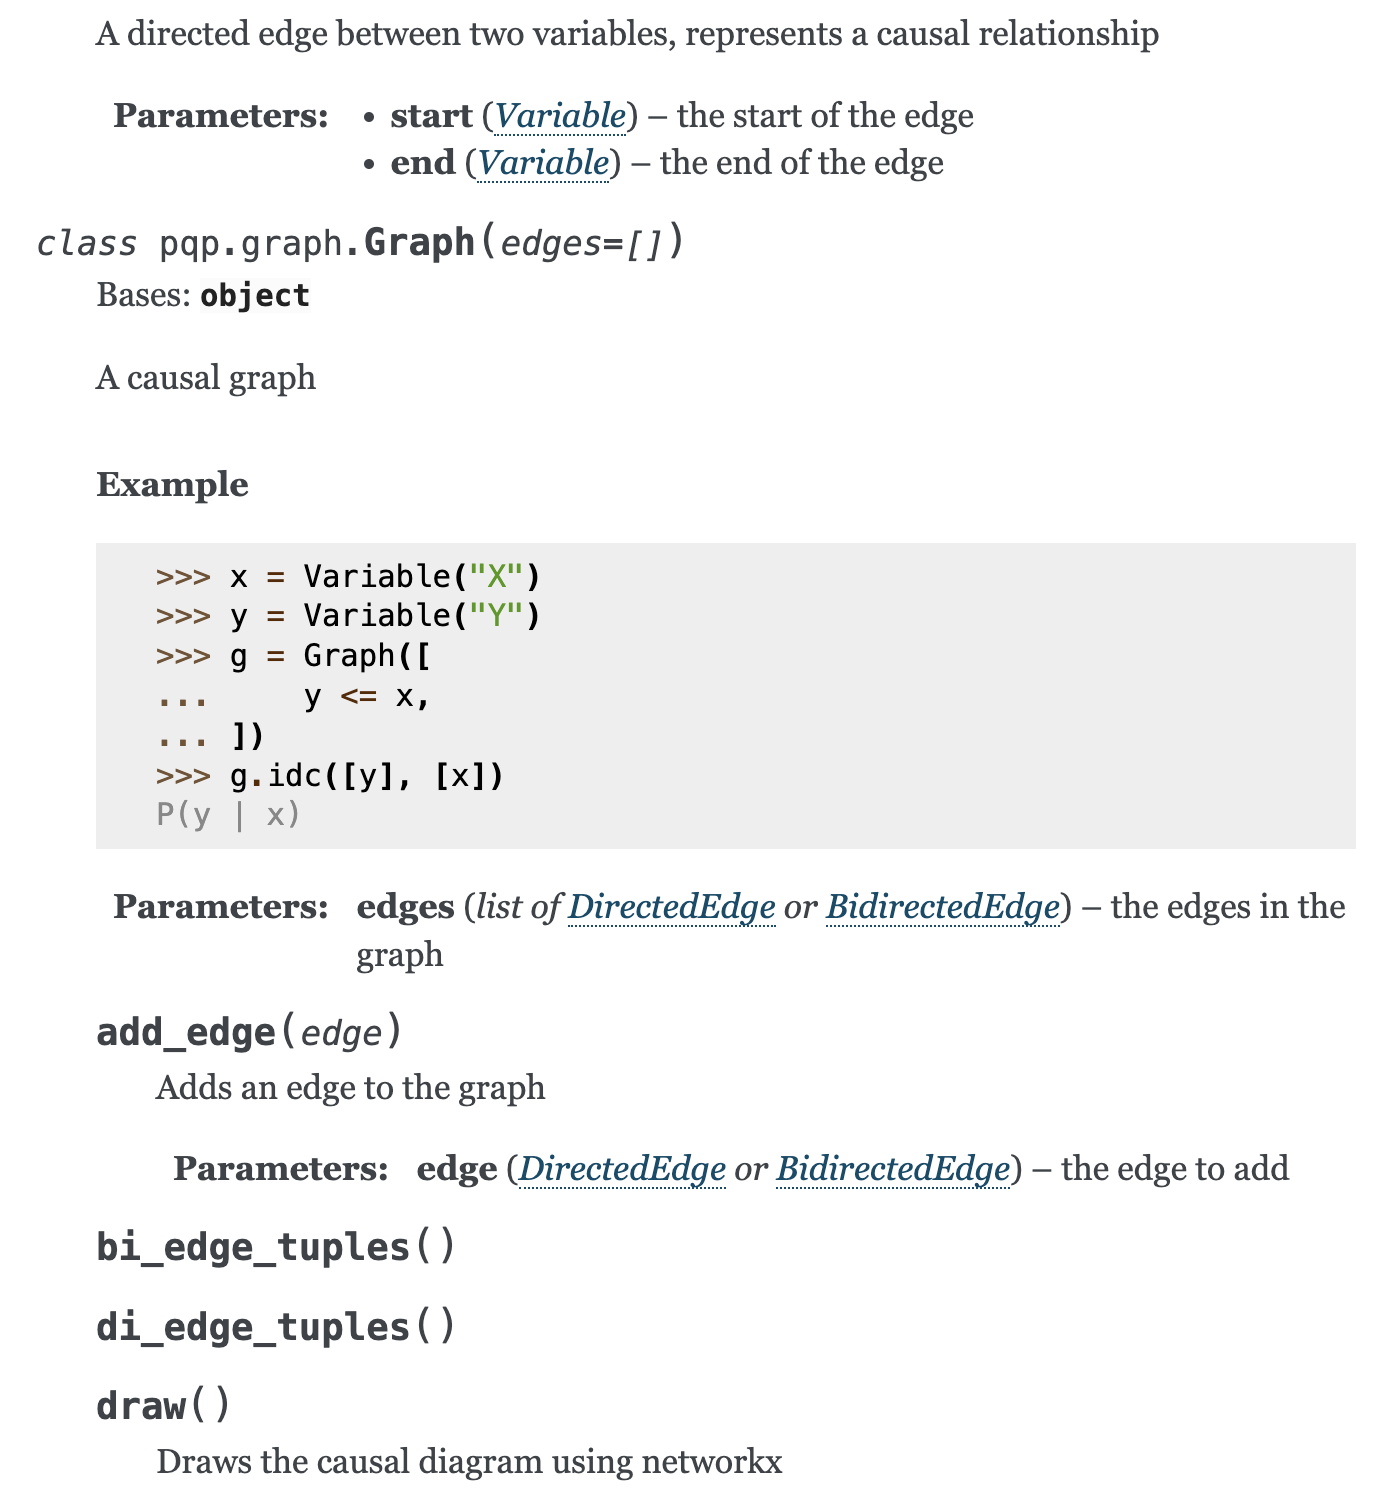 A directed edge between two variables, represents a causal relationship
Parameters: • start (Variable) – the start of the edge
• end (Variable) – the end of the edge
class pqp.graph.Graph(edges=[])
Bases: object
A causal graph
Example
>>> x = Variable("X")
>>> y = Variable("Y")
>>> g = Graph([
...     y <= x,
... ])
>>> g.idc([y], [x])
P(y | x)
Parameters: edges (list of DirectedEdge or BidirectedEdge) – the edges in the
graph
add_edge(edge)
Adds an edge to the graph
Parameters: edge (DirectedEdge or BidirectedEdge) – the edge to add
bi_edge_tuples()
di_edge_tuples()
draw()
Draws the causal diagram using networkx